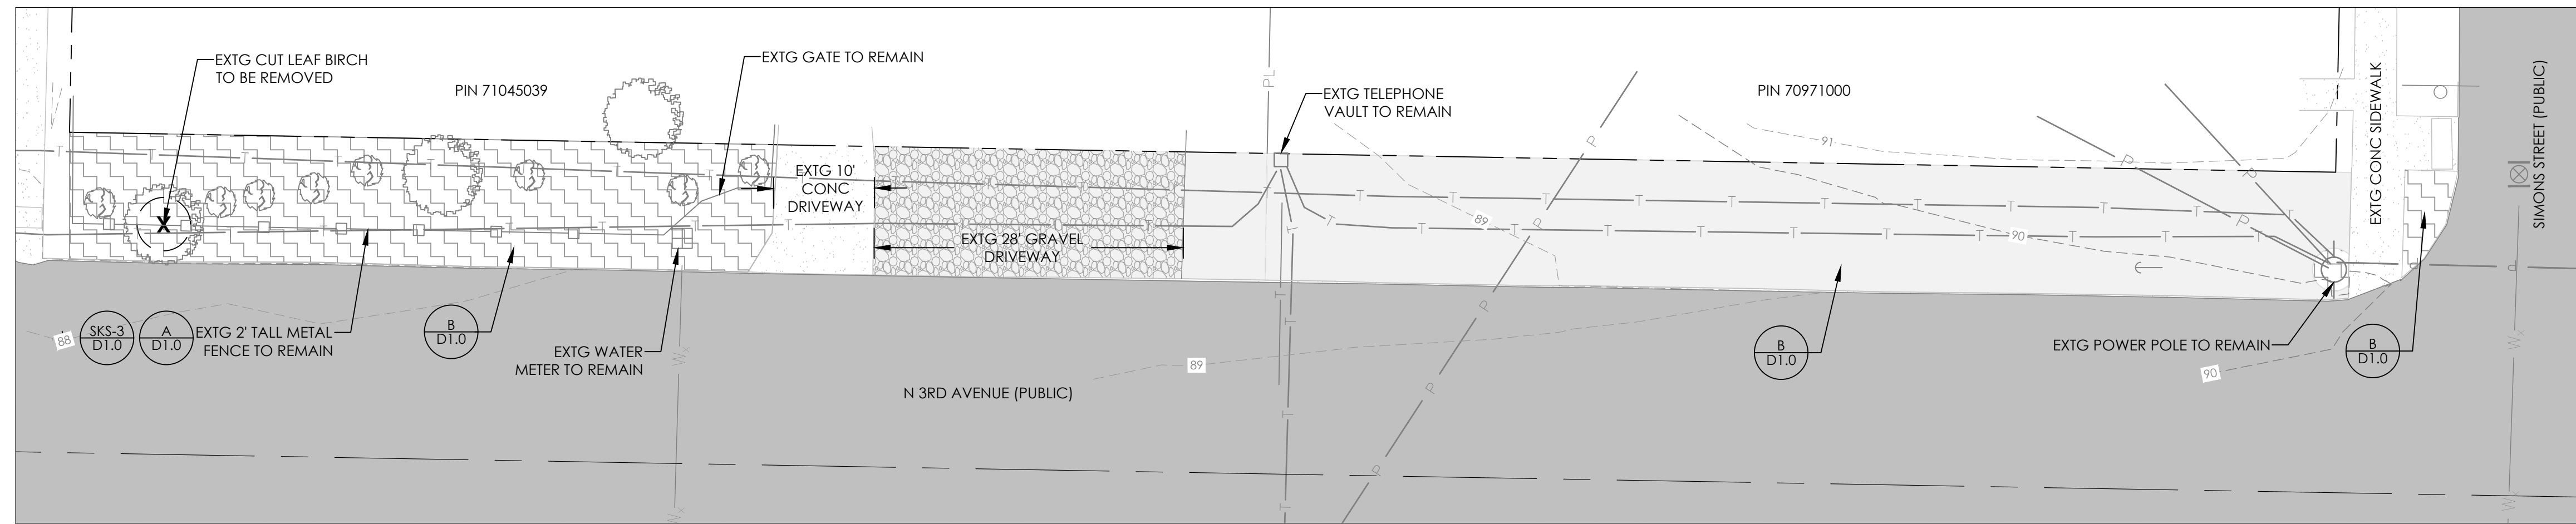 EXTG CUT LEAF BIRCH
TO BE REMOVED
PIN 71045039
EXTG GATE TO REMAIN
PL
EXTG TELEPHONE
VAULT TO REMAIN
PIN 70971000
91
EXTG CONC SIDEWALK
SIMONS STREET (PUBLIC)
EXTG 10'
CONC
DRIVEWAY
EXTG 28' GRAVEL
DRIVEWAY
89
90
88
SKS-3
D1.0
A
D1.0
EXTG 2' TALL METAL
FENCE TO REMAIN
B
D1.0
EXTG WATER
METER TO REMAIN
89
N 3RD AVENUE (PUBLIC)
B
D1.0
EXTG POWER POLE TO REMAIN
90
B
D1.0